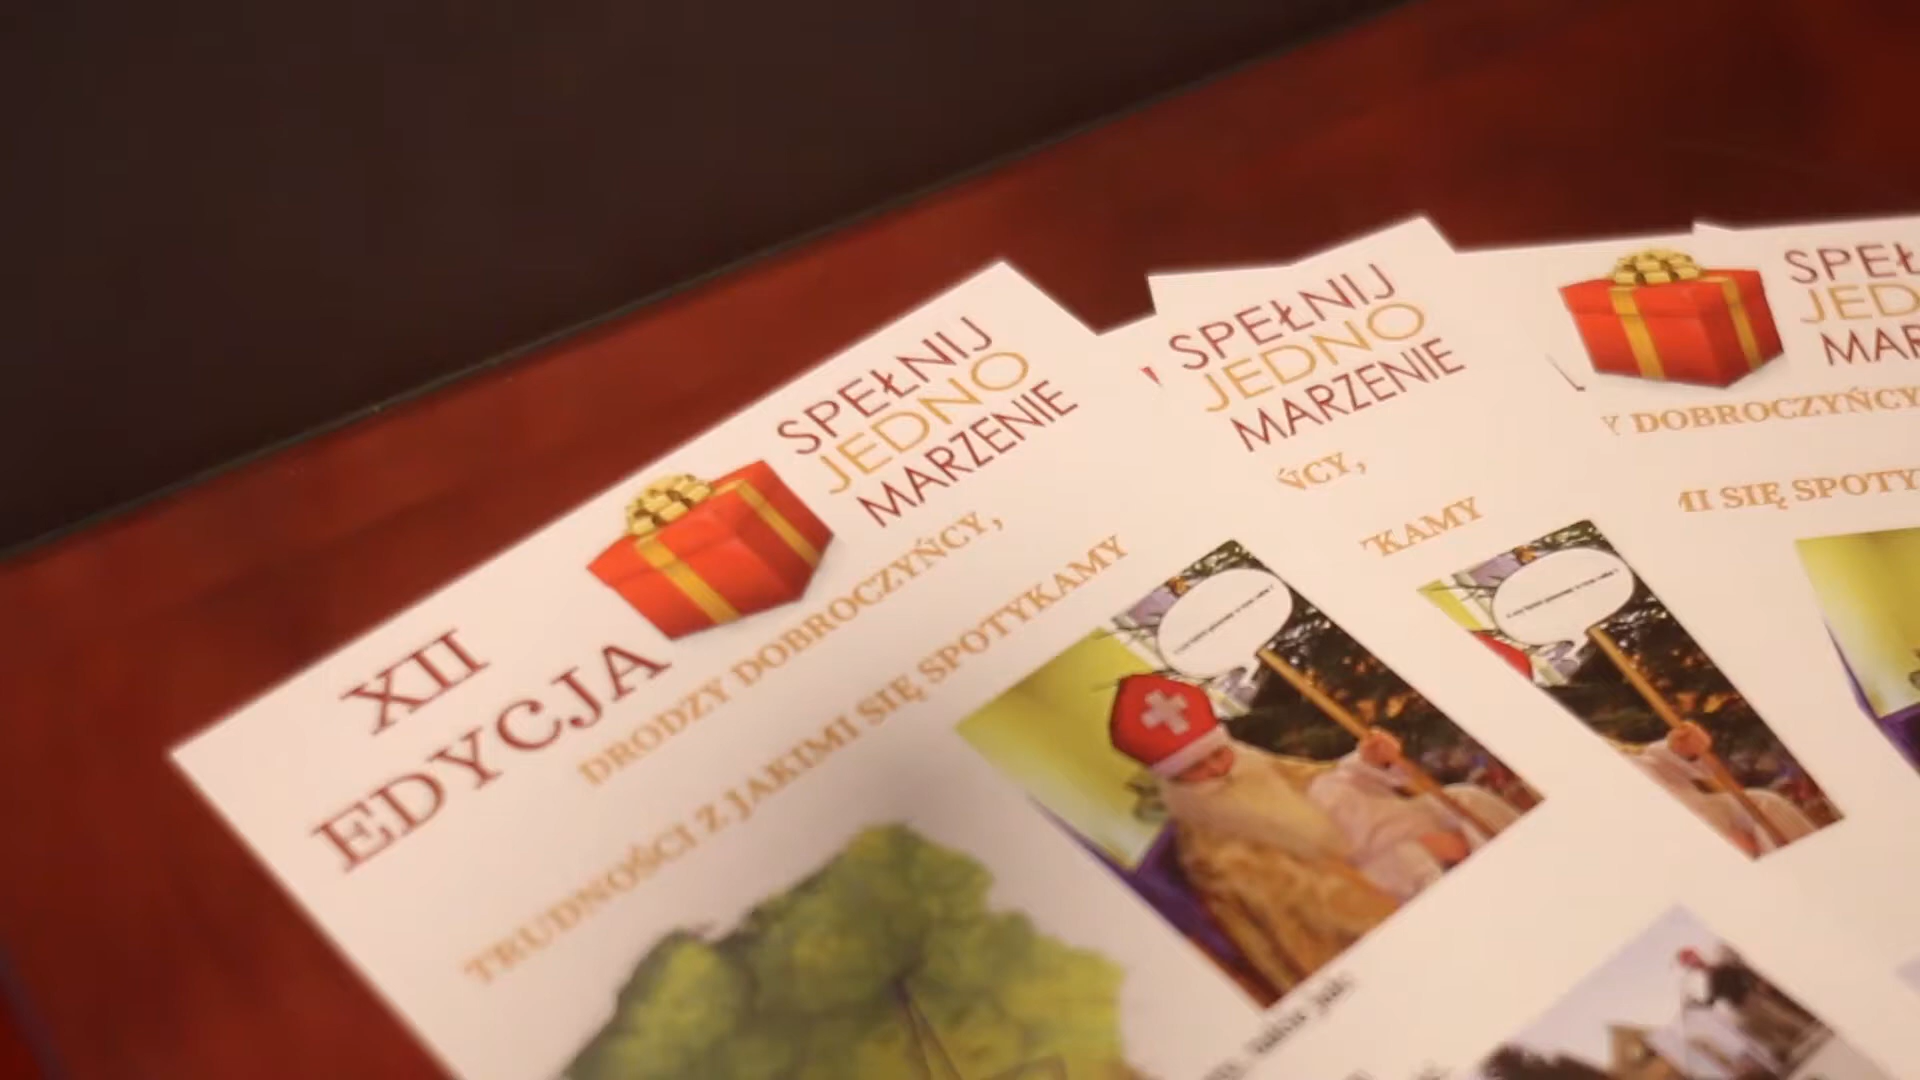 SPEŁNIJ
JEDNO
MARZENIE
XII
EDYCJA
DRODZY DOBROCZYŃCY,
TRUDNOŚCI Z JAKIMI SIĘ SPOTYKAMY
SPEŁNIJ
JEDNO
MARZENIE
ŃCY,
KAMY
SPEŁ
JEDNO
MAR
Y DOBROCZYŃCY
MI SIĘ SPOTY